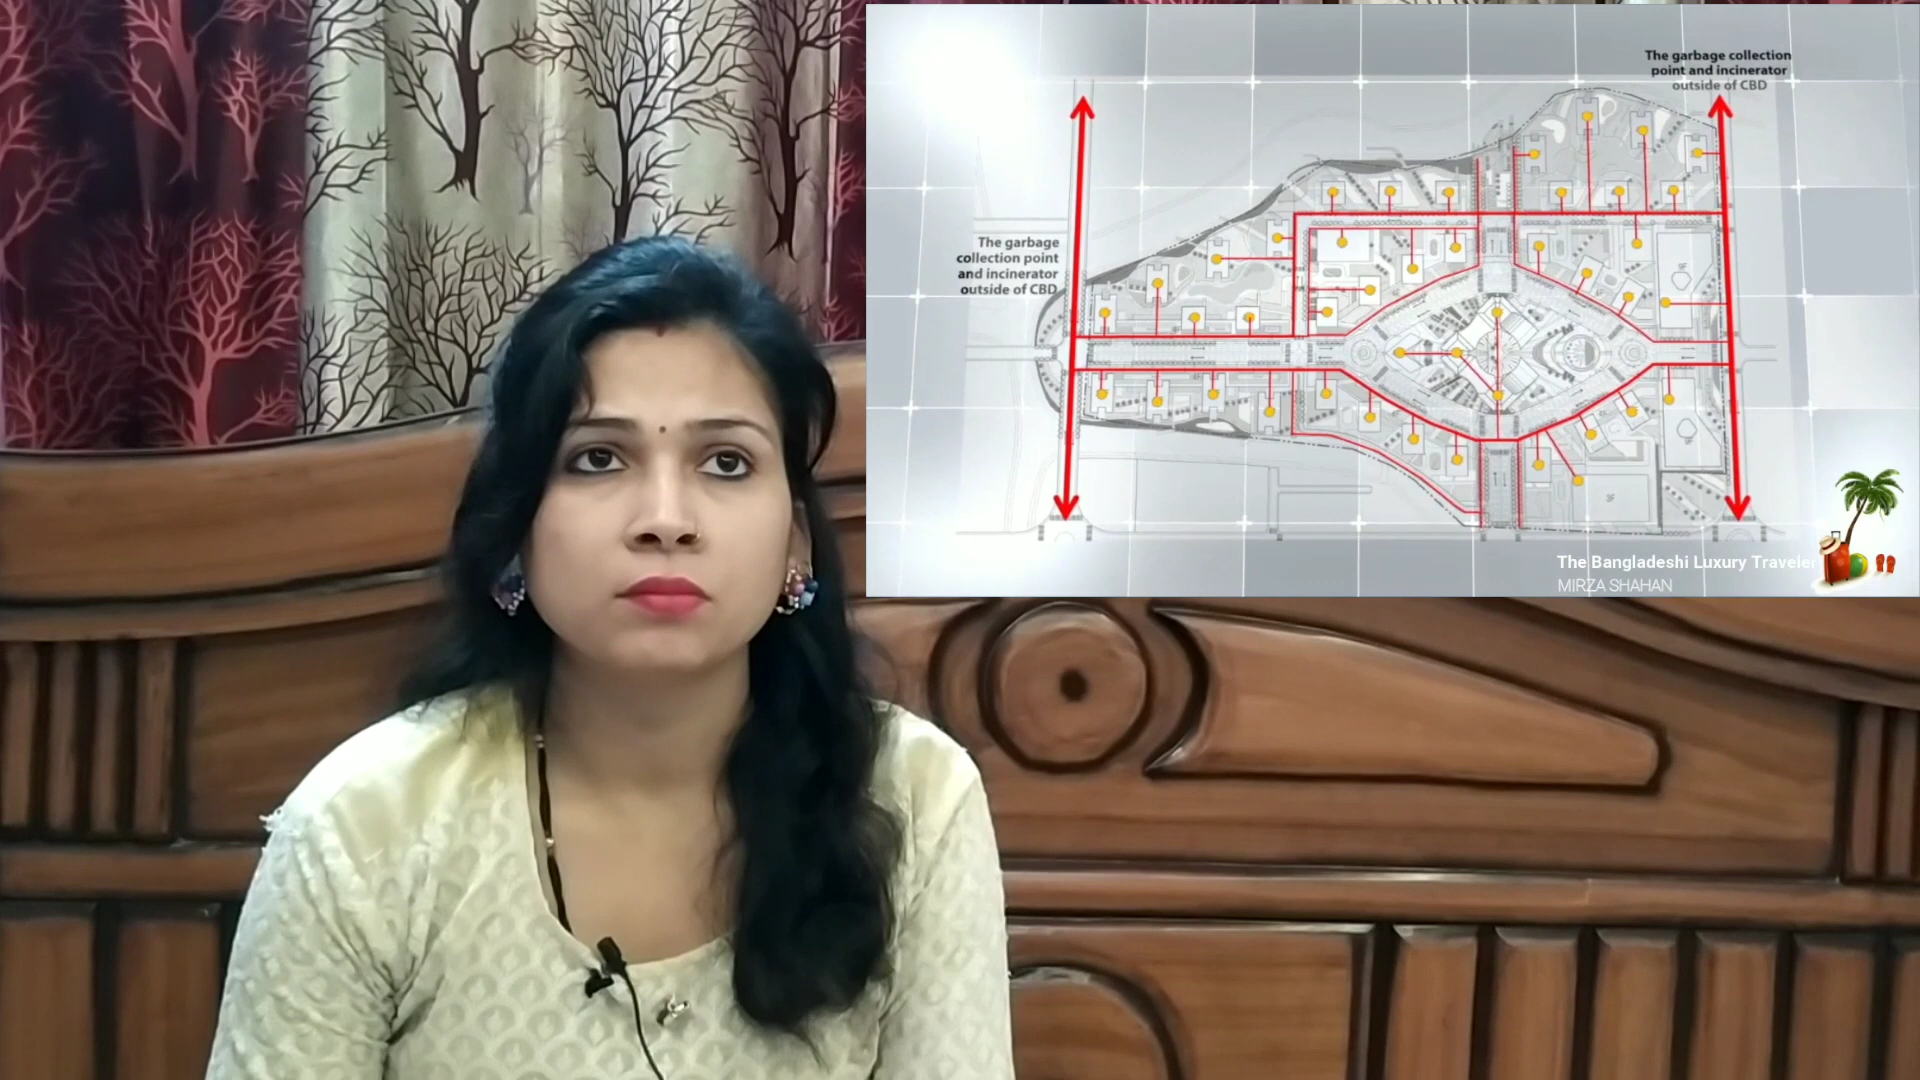 The garbage collection
point and incinerator
outside of CBD
The garbage
collection point
and incinerator
outside of CBD
The Bangladeshi Luxury Traveler
MIRZA SHAHAN